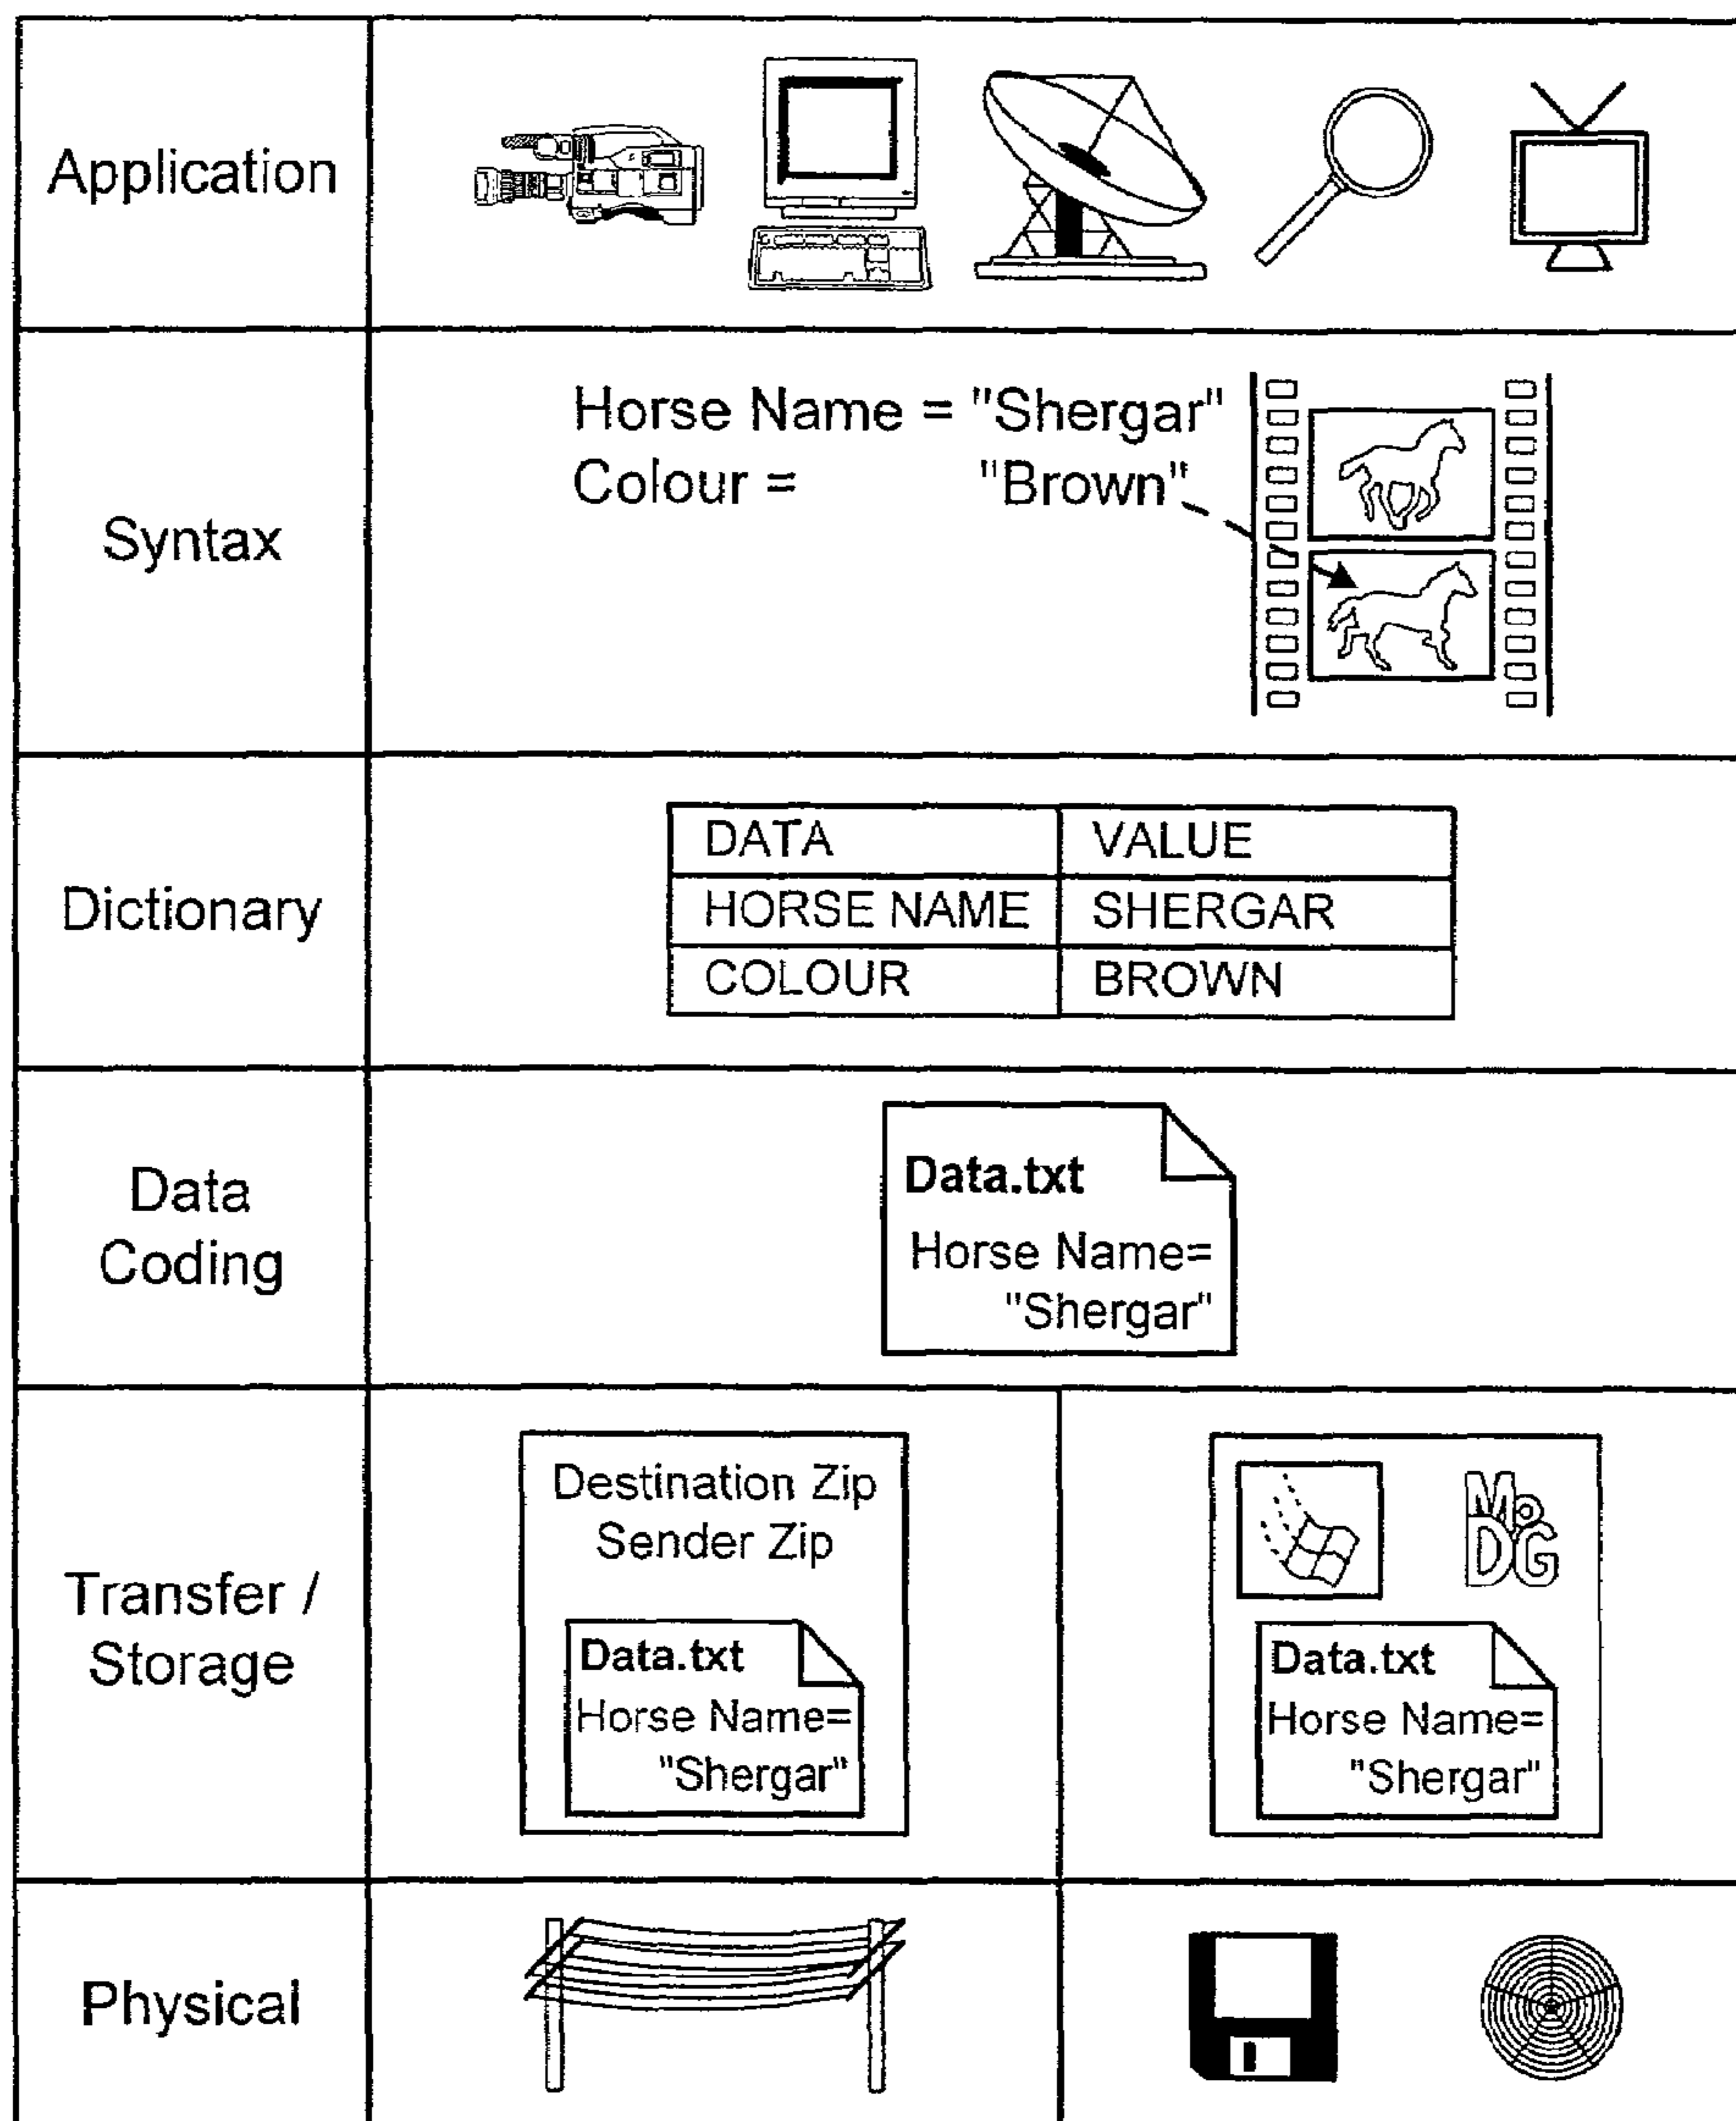 Application
Syntax
Horse Name = "Shergar"
Colour = "Brown"
Dictionary
DATA VALUE
HORSE NAME SHERGAR
COLOUR BROWN
Data
Coding
Data.txt
Horse Name=
"Shergar"
Transfer /
Storage
Destination Zip
Sender Zip
Data.txt
Horse Name=
"Shergar"
Mo
DG
Data.txt
Horse Name=
"Shergar"
Physical